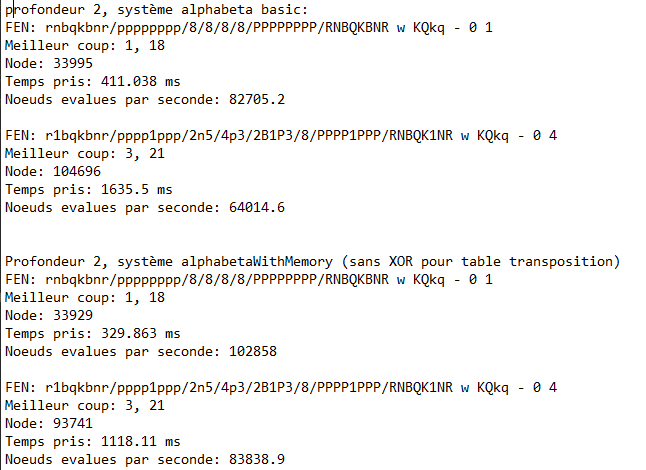 profondeur 2, système alphabeta basic:
FEN: rnbqkbnr/pppppppp/8/8/8/8/PPPPPPPP/RNBQKBNR w KQkq - 0 1
Meilleur coup: 1, 18
Node: 33995
Temps pris: 411.038 ms
Noeuds evalues par seconde: 82705.2
FEN: r1bqkbnr/pppp1ppp/2n5/4p3/2B1P3/8/PPPP1PPP/RNBQK1NR w KQkq - 0 4
Meilleur coup: 3, 21
Node: 104696
Temps pris: 1635.5 ms
Noeuds evalues par seconde: 64014.6
Profondeur 2, système alphabetaWithMemory (sans XOR pour table transposition)
FEN: rnbqkbnr/pppppppp/8/8/8/8/PPPPPPPP/RNBQKBNR w KQkq - 0 1
Meilleur coup: 1, 18
Node: 33929
Temps pris: 329.863 ms
Noeuds evalues par seconde: 102858
FEN: r1bqkbnr/pppp1ppp/2n5/4p3/2B1P3/8/PPPP1PPP/RNBQK1NR w KQkq - 0 4
Meilleur coup: 3, 21
Node: 93741
Temps pris: 1118.11 ms
Noeuds evalues par seconde: 83838.9